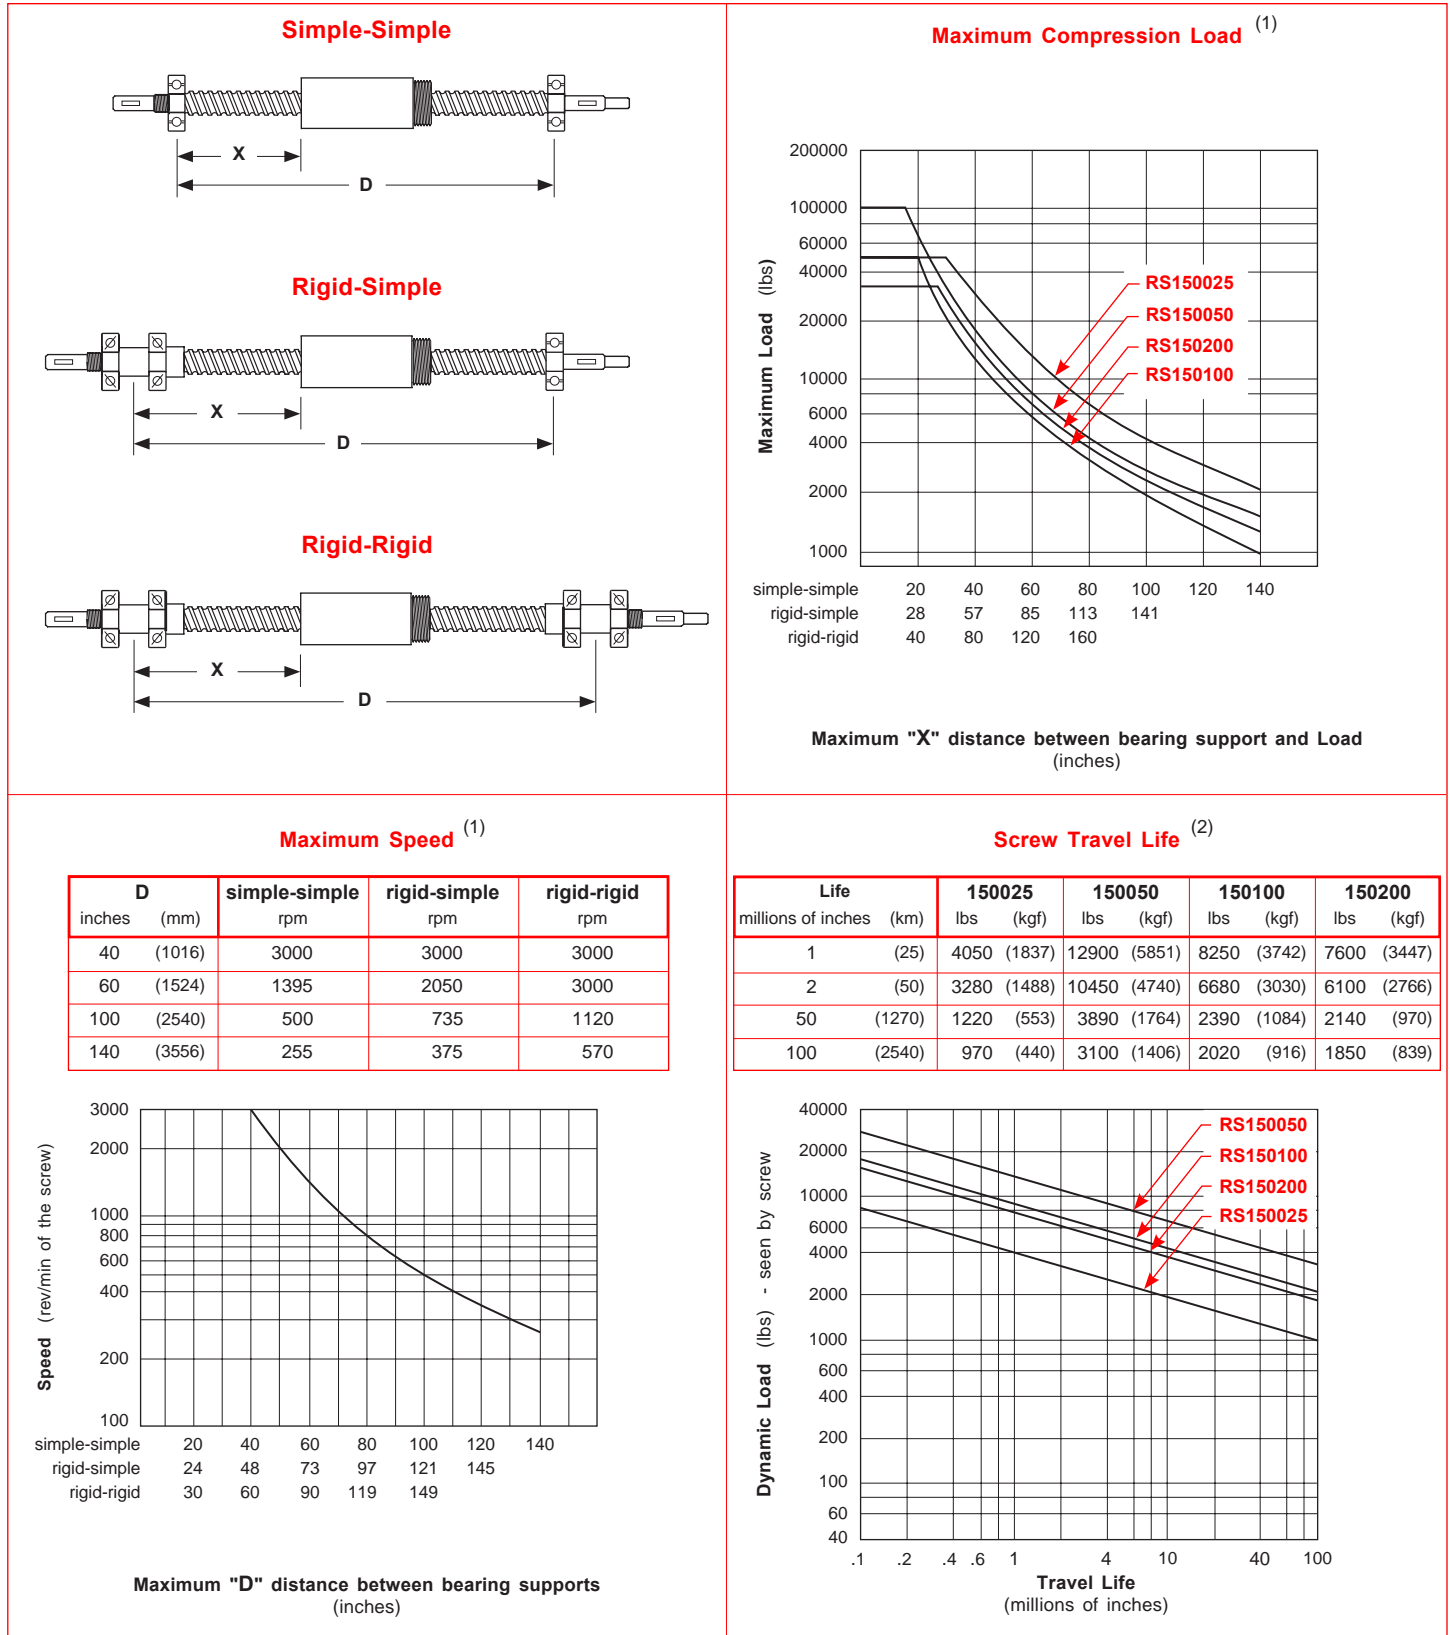 Simple-Simple
X
D
Rigid-Simple
X
D
Rigid-Rigid
X
D
Maximum Compression Load (1)
Maximum Load (lbs)
200000
100000
60000
40000
20000
10000
6000
4000
2000
1000
RS150025
RS150050
RS150200
RS150100
simple-simple 20 40 60 80 100 120 140
rigid-simple 28 57 85 113 141
rigid-rigid 40 80 120 160
Maximum "X" distance between bearing support and Load
(inches)
Maximum Speed (1)
D simple-simple rigid-simple rigid-rigid
inches (mm) rpm rpm rpm
40 (1016) 3000 3000 3000
60 (1524) 1395 2050 3000
100 (2540) 500 735 1120
140 (3556) 255 375 570
Speed (rev/min of the screw)
3000
2000
1000
800
600
400
200
100
simple-simple 20 40 60 80 100 120 140
rigid-simple 24 48 73 97 121 145
rigid-rigid 30 60 90 119 149
Maximum "D" distance between bearing supports
(inches)
Screw Travel Life (2)
Life 150025 150050 150100 150200
millions of inches (km) lbs (kgf) lbs (kgf) lbs (kgf) lbs (kgf)
1 (25) 4050 (1837) 12900 (5851) 8250 (3742) 7600 (3447)
2 (50) 3280 (1488) 10450 (4740) 6680 (3030) 6100 (2766)
50 (1270) 1220 (553) 3890 (1764) 2390 (1084) 2140 (970)
100 (2540) 970 (440) 3100 (1406) 2020 (916) 1850 (839)
Dynamic Load (lbs) - seen by screw
40000
20000
10000
6000
4000
2000
1000
600
400
200
100
60
40
RS150050
RS150100
RS150200
RS150025
.1 .2 .4 .6 1 4 10 40 100
Travel Life
(millions of inches)